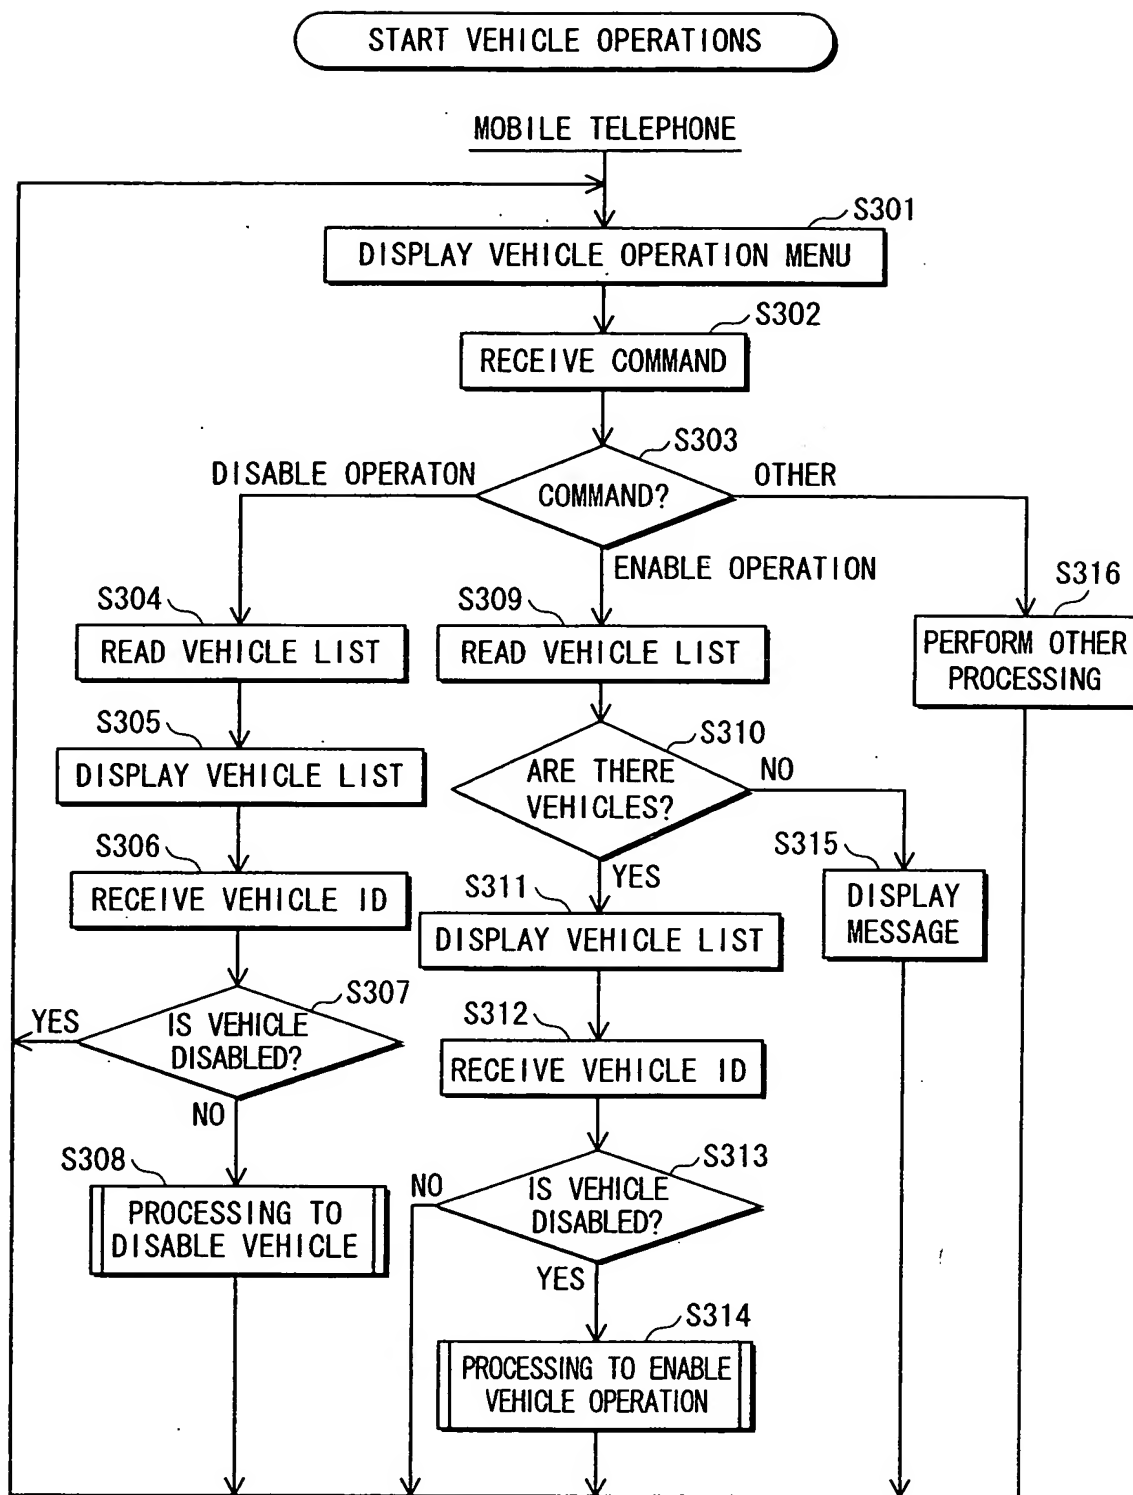 START VEHICLE OPERATIONS
MOBILE TELEPHONE
S301
DISPLAY VEHICLE OPERATION MENU
S302
RECEIVE COMMAND
S303
COMMAND?
DISABLE OPERATON
OTHER
ENABLE OPERATION
S304
READ VEHICLE LIST
S309
READ VEHICLE LIST
S316
PERFORM OTHER
PROCESSING
S305
DISPLAY VEHICLE LIST
S310
ARE THERE
VEHICLES?
NO
YES
S306
RECEIVE VEHICLE ID
S311
DISPLAY VEHICLE LIST
S315
DISPLAY
MESSAGE
S307
IS VEHICLE
DISABLED?
YES
NO
S312
RECEIVE VEHICLE ID
S308
PROCESSING TO
DISABLE VEHICLE
S313
IS VEHICLE
DISABLED?
NO
YES
S314
PROCESSING TO ENABLE
VEHICLE OPERATION